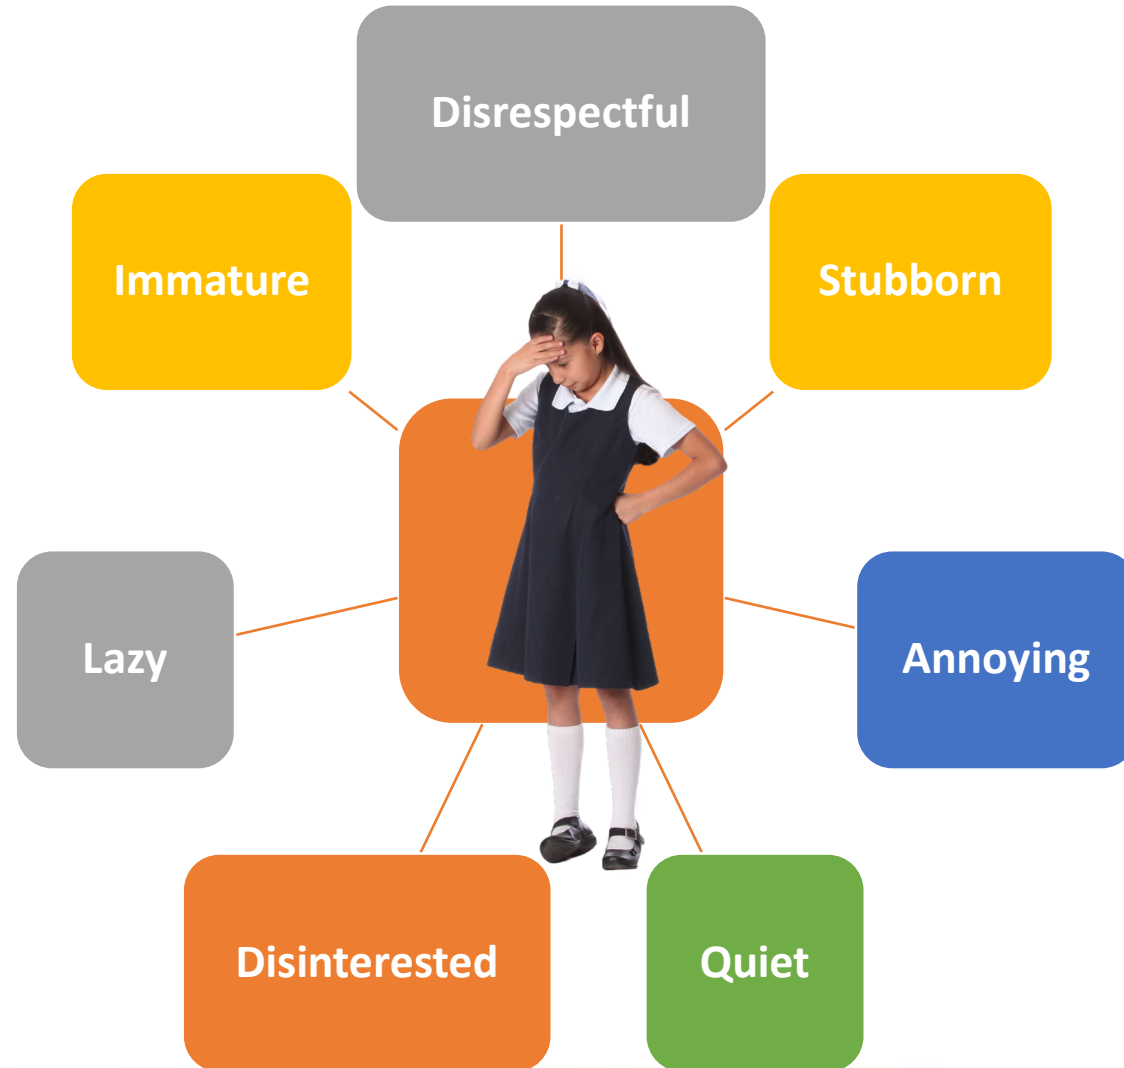 Disrespectful
Immature
Stubborn
Lazy
Annoying
Disinterested
Quiet